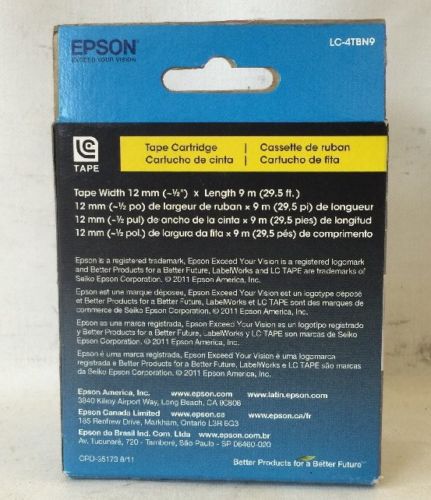 EPSON
EXCEED YOUR VISION
LC-4TBN9
LC
TAPE
Tape Cartridge | Cassette de ruban
Cartucho de cinta | Cartucho de fita
Tape Width 12 mm (~½") x Length 9 m (29.5 ft.)
12 mm (~½ po) de largeur de ruban × 9 m (29,5 pi) de longueur
12 mm (~½ pul) de ancho de la cinta × 9 m (29,5 pies) de longitud
12 mm (~½ pol.) de largura da fita × 9 m (29,5 pés) de comprimento
Epson is a registered trademark, Epson Exceed Your Vision is a registered logomark
and Better Products for a Better Future, LabelWorks and LC TAPE are trademarks of
Seiko Epson Corporation. © 2011 Epson America, Inc.
Epson est une marque déposée, Epson Exceed Your Vision est un logotype déposé
et Better Products for a Better Future, LabelWorks et LC TAPE sont des marques de
commerce de Seiko Epson Corporation. © 2011 Epson America, Inc.
Epson es una marca registrada, Epson Exceed Your Vision es un logotipo registrado
y Better Products for a Better Future, LabelWorks y LC TAPE son marcas de Seiko
Epson Corporation. © 2011 Epson America, Inc.
Epson é uma marca registrada, Epson Exceed Your Vision é uma logomarca
registrada e Better Products for a Better Future, LabelWorks e LC TAPE são marcas
da Seiko Epson Corporation. © 2011 Epson America, Inc.
Epson America, Inc. www.epson.com www.latin.epson.com
3840 Kilroy Airport Way, Long Beach, CA 90806
Epson Canada Limited www.epson.ca www.epson.ca/fr
185 Renfrew Drive, Markham, Ontario L3R 6G3
Epson do Brasil Ind. Com. Ltda www.epson.com.br
Av. Tucunaré, 720 - Tamboré, São Paulo - SP 06460-020
CPD-35173 8/11
Better Products for a Better Future™